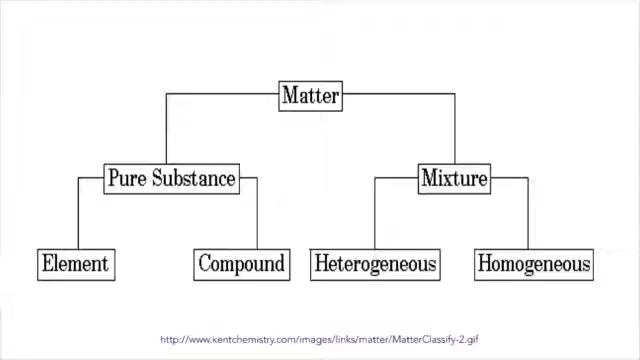 Matter
Pure Substance
Mixture
Element
Compound
Heterogeneous
Homogeneous
http://www.kentchemistry.com/images/links/matter/MatterClassify-2.gif